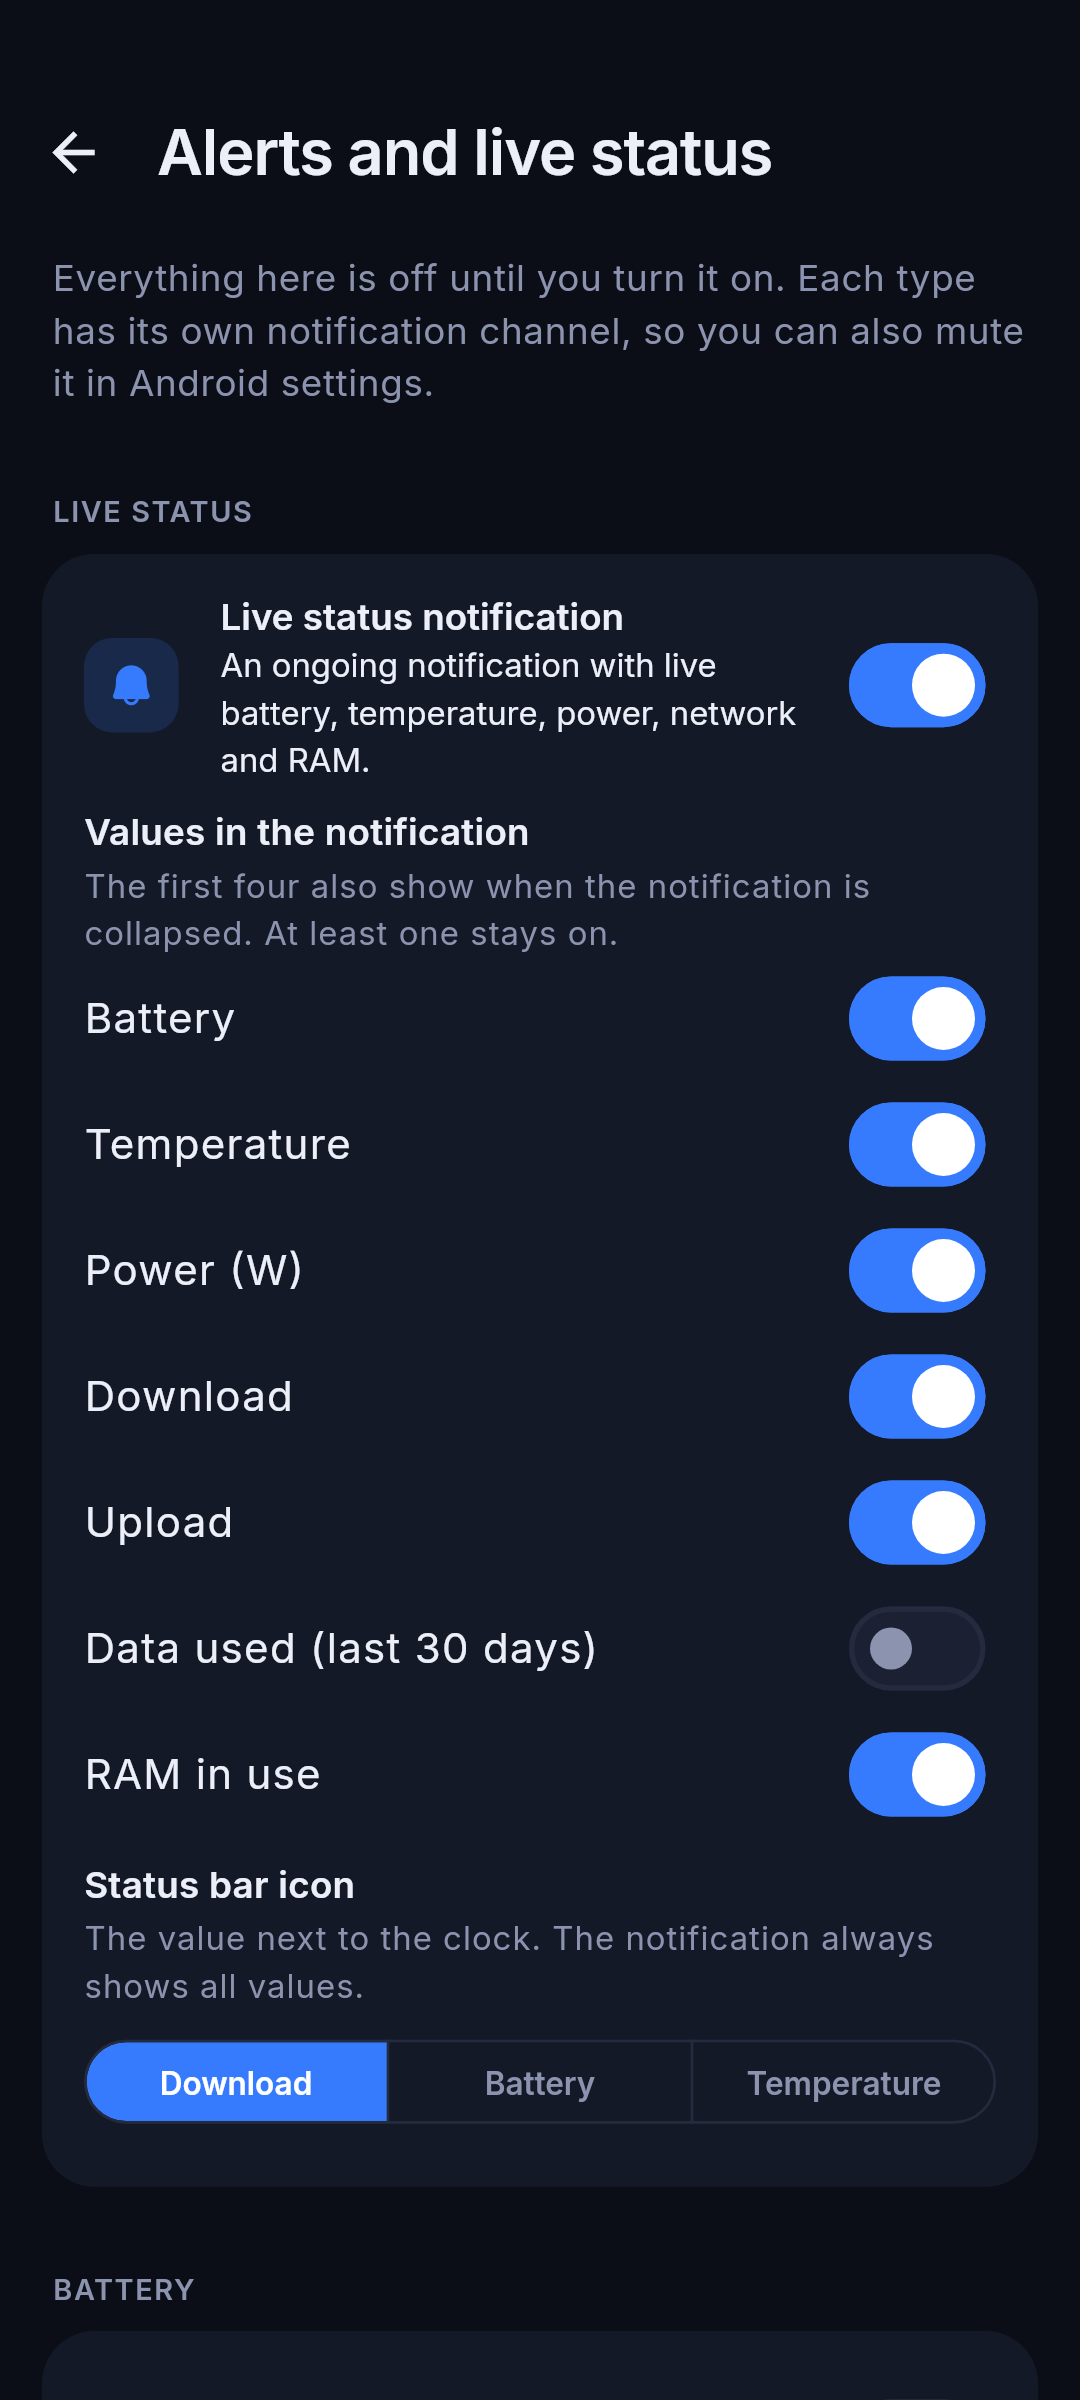 Alerts and live status
Everything here is off until you turn it on. Each type
has its own notification channel, so you can also mute
it in Android settings.
LIVE STATUS
Live status notification
An ongoing notification with live
battery, temperature, power, network
and RAM.
Values in the notification
The first four also show when the notification is
collapsed. At least one stays on.
Battery
Temperature
Power (W)
Download
Upload
Data used (last 30 days)
RAM in use
Status bar icon
The value next to the clock. The notification always
shows all values.
Download
Battery
Temperature
BATTERY